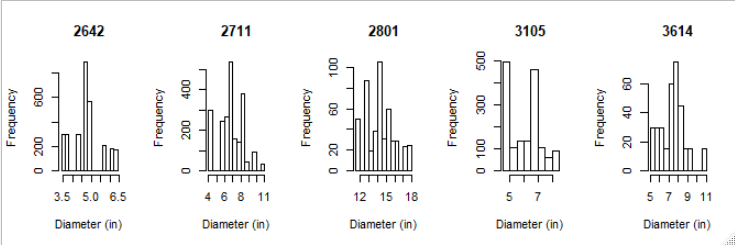 2642
Frequency
0 200 600
3.5 5.0 6.5
Diameter (in)
2711
Frequency
0 200 400
4 6 8 11
Diameter (in)
2801
Frequency
0 20 60 100
12 15 18
Diameter (in)
3105
Frequency
0 100 300 500
5 7
Diameter (in)
3614
Frequency
0 20 40 60
5 7 9 11
Diameter (in)